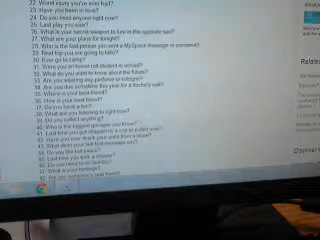 22. Worst injury you've ever had?
23. Have you been in love?
24. Do you miss anyone right now?
25. Last play you saw?
26. What is your secret weapon to lure in the opposite sex?
27. What are your plans for tonight?
28. Who is the last person you sent a MySpace message or comment?
29. Next trip you are going to take?
30. Ever go to camp?
31. Were you an honor roll student in school?
32. What do you want to know about the future?
33. Are you wearing any perfume or cologne?
34. Are you due sometime this year for a doctor's visit?
35. Where is your best friend?
36. How is your best friend?
37. Do you have a tan?
38. What are you listening to right now?
39. Do you collect anything?
40. Who is the biggest gossiper you know?
41. Last time you got stopped by a cop or pulled over?
42. Have you ever drank your soda from a straw?
43. What does your last text message say?
44. Do you like hot sauce?
45. Last time you took a shower?
46. Do you need to do laundry?
47. What is your heritage?
48. Are you someone's best friend?
Relate
Discover